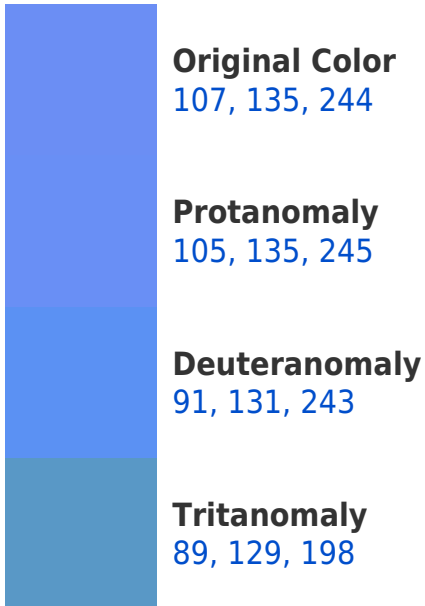 Original Color
107, 135, 244
Protanomaly
105, 135, 245
Deuteranomaly
91, 131, 243
Tritanomaly
89, 129, 198